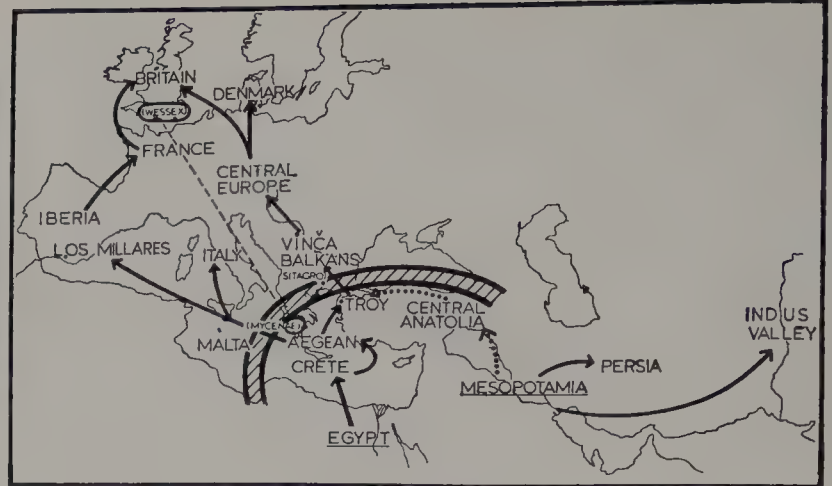 BRITAIN
DENMARK
(WESSEX)
FRANCE
CENTRAL
EUROPE
IBERIA
LOS MILLARES
ITALY
VINČA
BALKANS
(SITAGROI)
TROY
CENTRAL
ANATOLIA
INDUS
VALLEY
(MYCENAE)
MALTA
AEGEAN
CRETE
PERSIA
MESOPOTAMIA
EGYPT